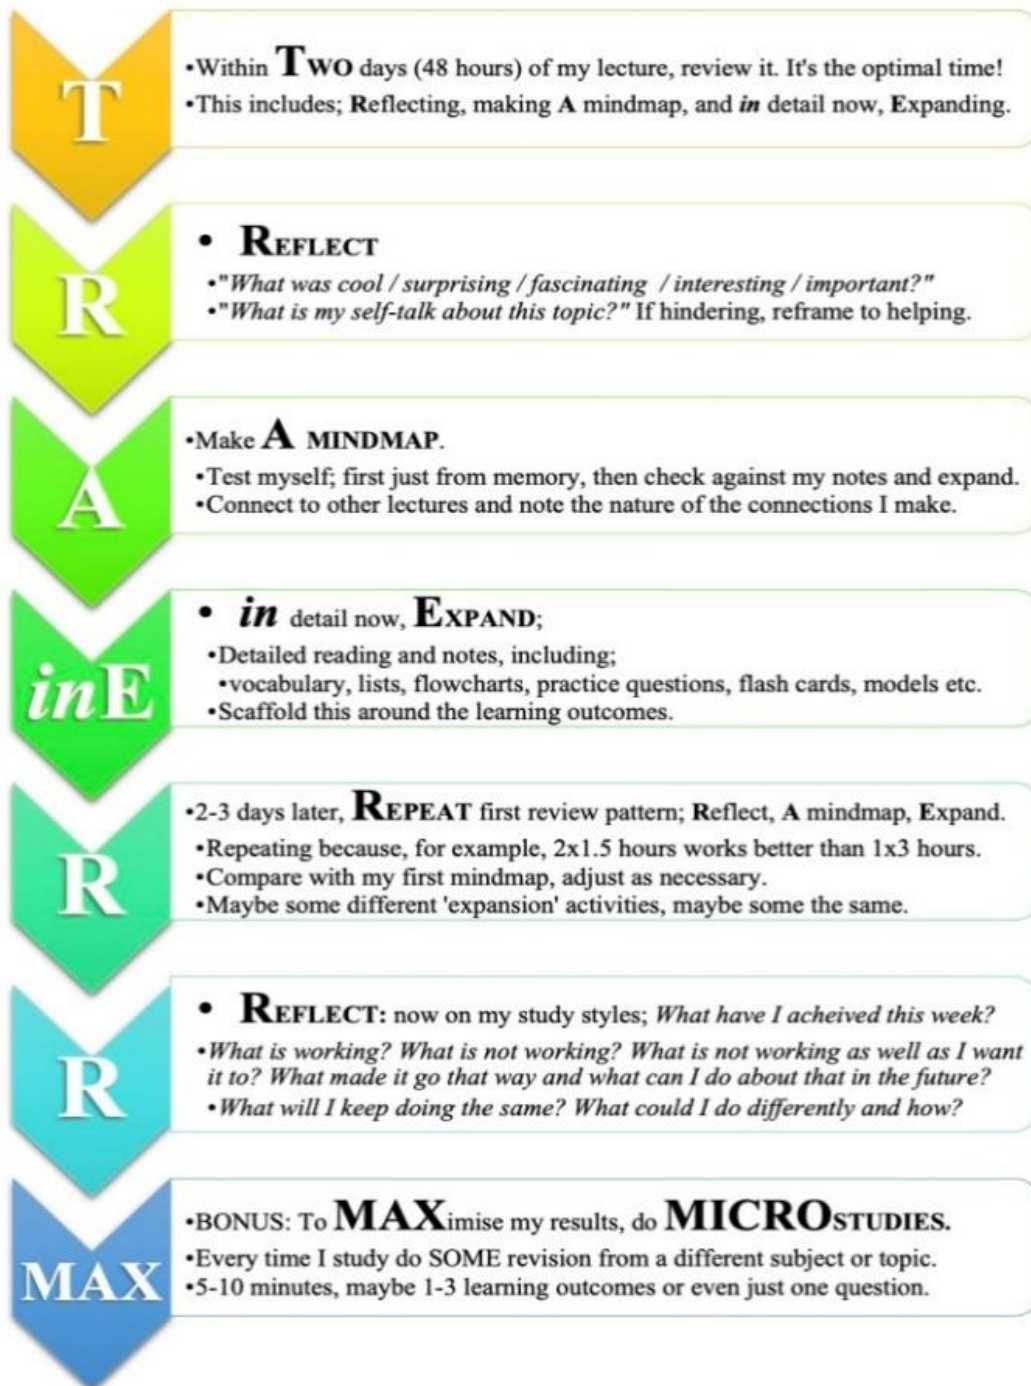 T
•Within TWO days (48 hours) of my lecture, review it. It's the optimal time!
•This includes; Reflecting, making A mindmap, and in detail now, Expanding.
R
• REFLECT
•"What was cool / surprising / fascinating / interesting / important?"
•"What is my self-talk about this topic?" If hindering, reframe to helping.
A
•Make A MINDMAP.
•Test myself; first just from memory, then check against my notes and expand.
•Connect to other lectures and note the nature of the connections I make.
inE
• in detail now, EXPAND;
•Detailed reading and notes, including;
•vocabulary, lists, flowcharts, practice questions, flash cards, models etc.
•Scaffold this around the learning outcomes.
R
•2-3 days later, REPEAT first review pattern; Reflect, A mindmap, Expand.
•Repeating because, for example, 2x1.5 hours works better than 1x3 hours.
•Compare with my first mindmap, adjust as necessary.
•Maybe some different 'expansion' activities, maybe some the same.
R
• REFLECT: now on my study styles; What have I acheived this week?
•What is working? What is not working? What is not working as well as I want
it to? What made it go that way and what can I do about that in the future?
•What will I keep doing the same? What could I do differently and how?
MAX
•BONUS: To MAXimise my results, do MICROSTUDIES.
•Every time I study do SOME revision from a different subject or topic.
•5-10 minutes, maybe 1-3 learning outcomes or even just one question.